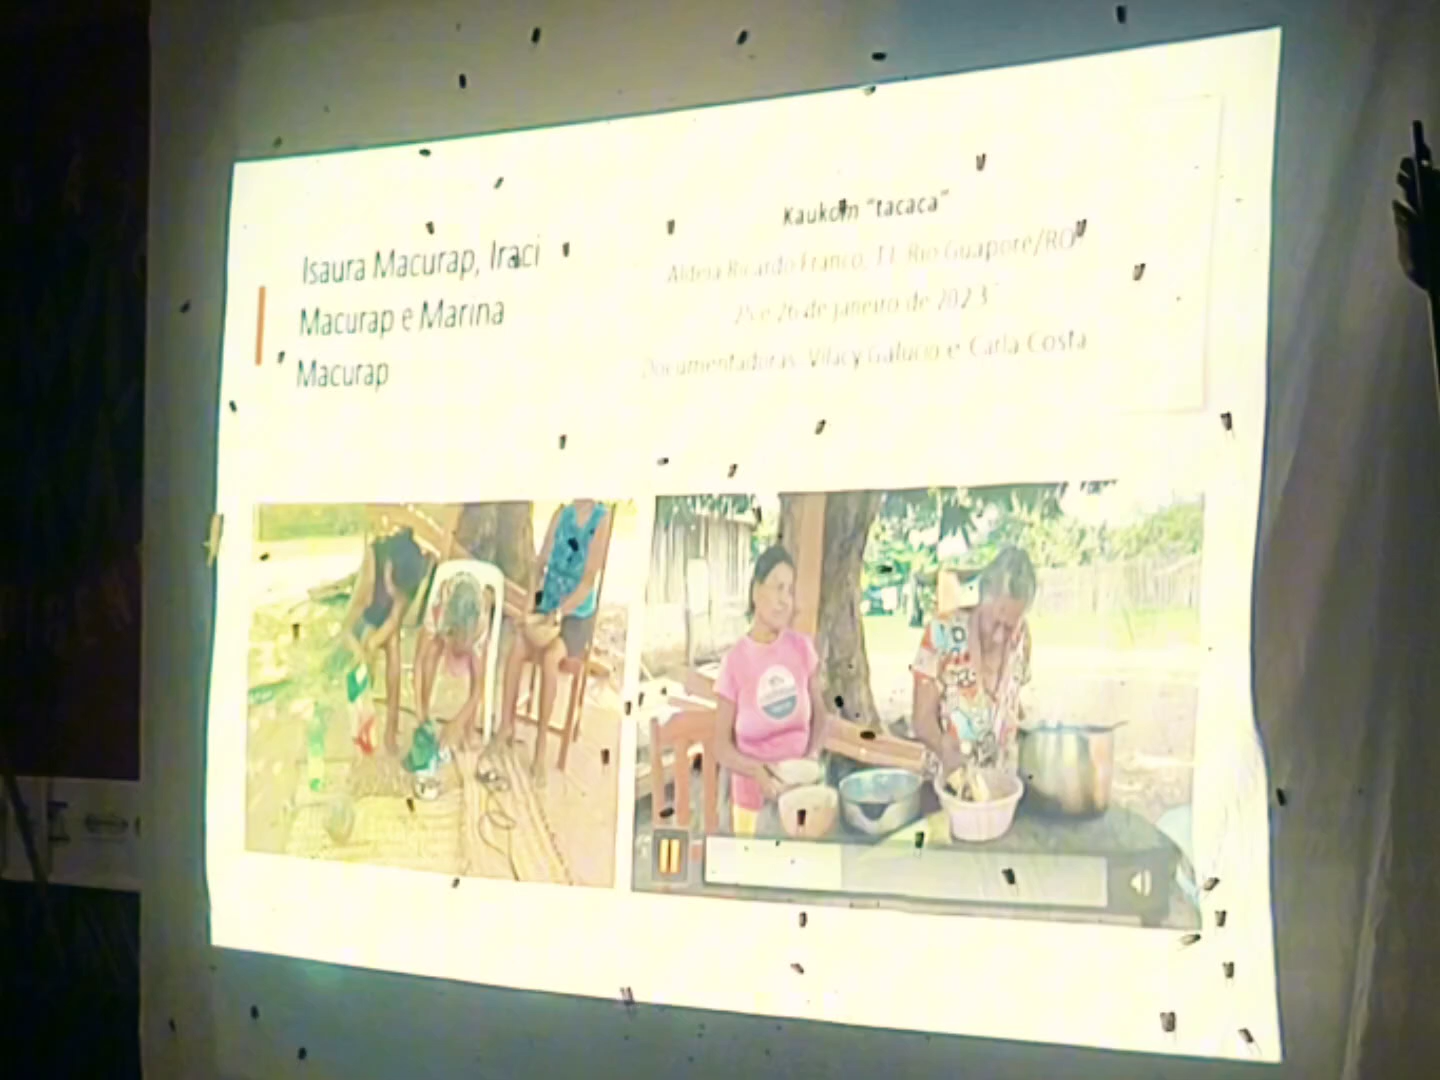 Isaura Macurap, Iraci
Macurap e Marina
Macurap
Kaukom “tacaca”
Aldeia Ricardo Franco, TI Rio Guaporé/RO
25 e 26 de janeiro de 2023
Documentadoras: Vilacy Galucio e Carla Costa